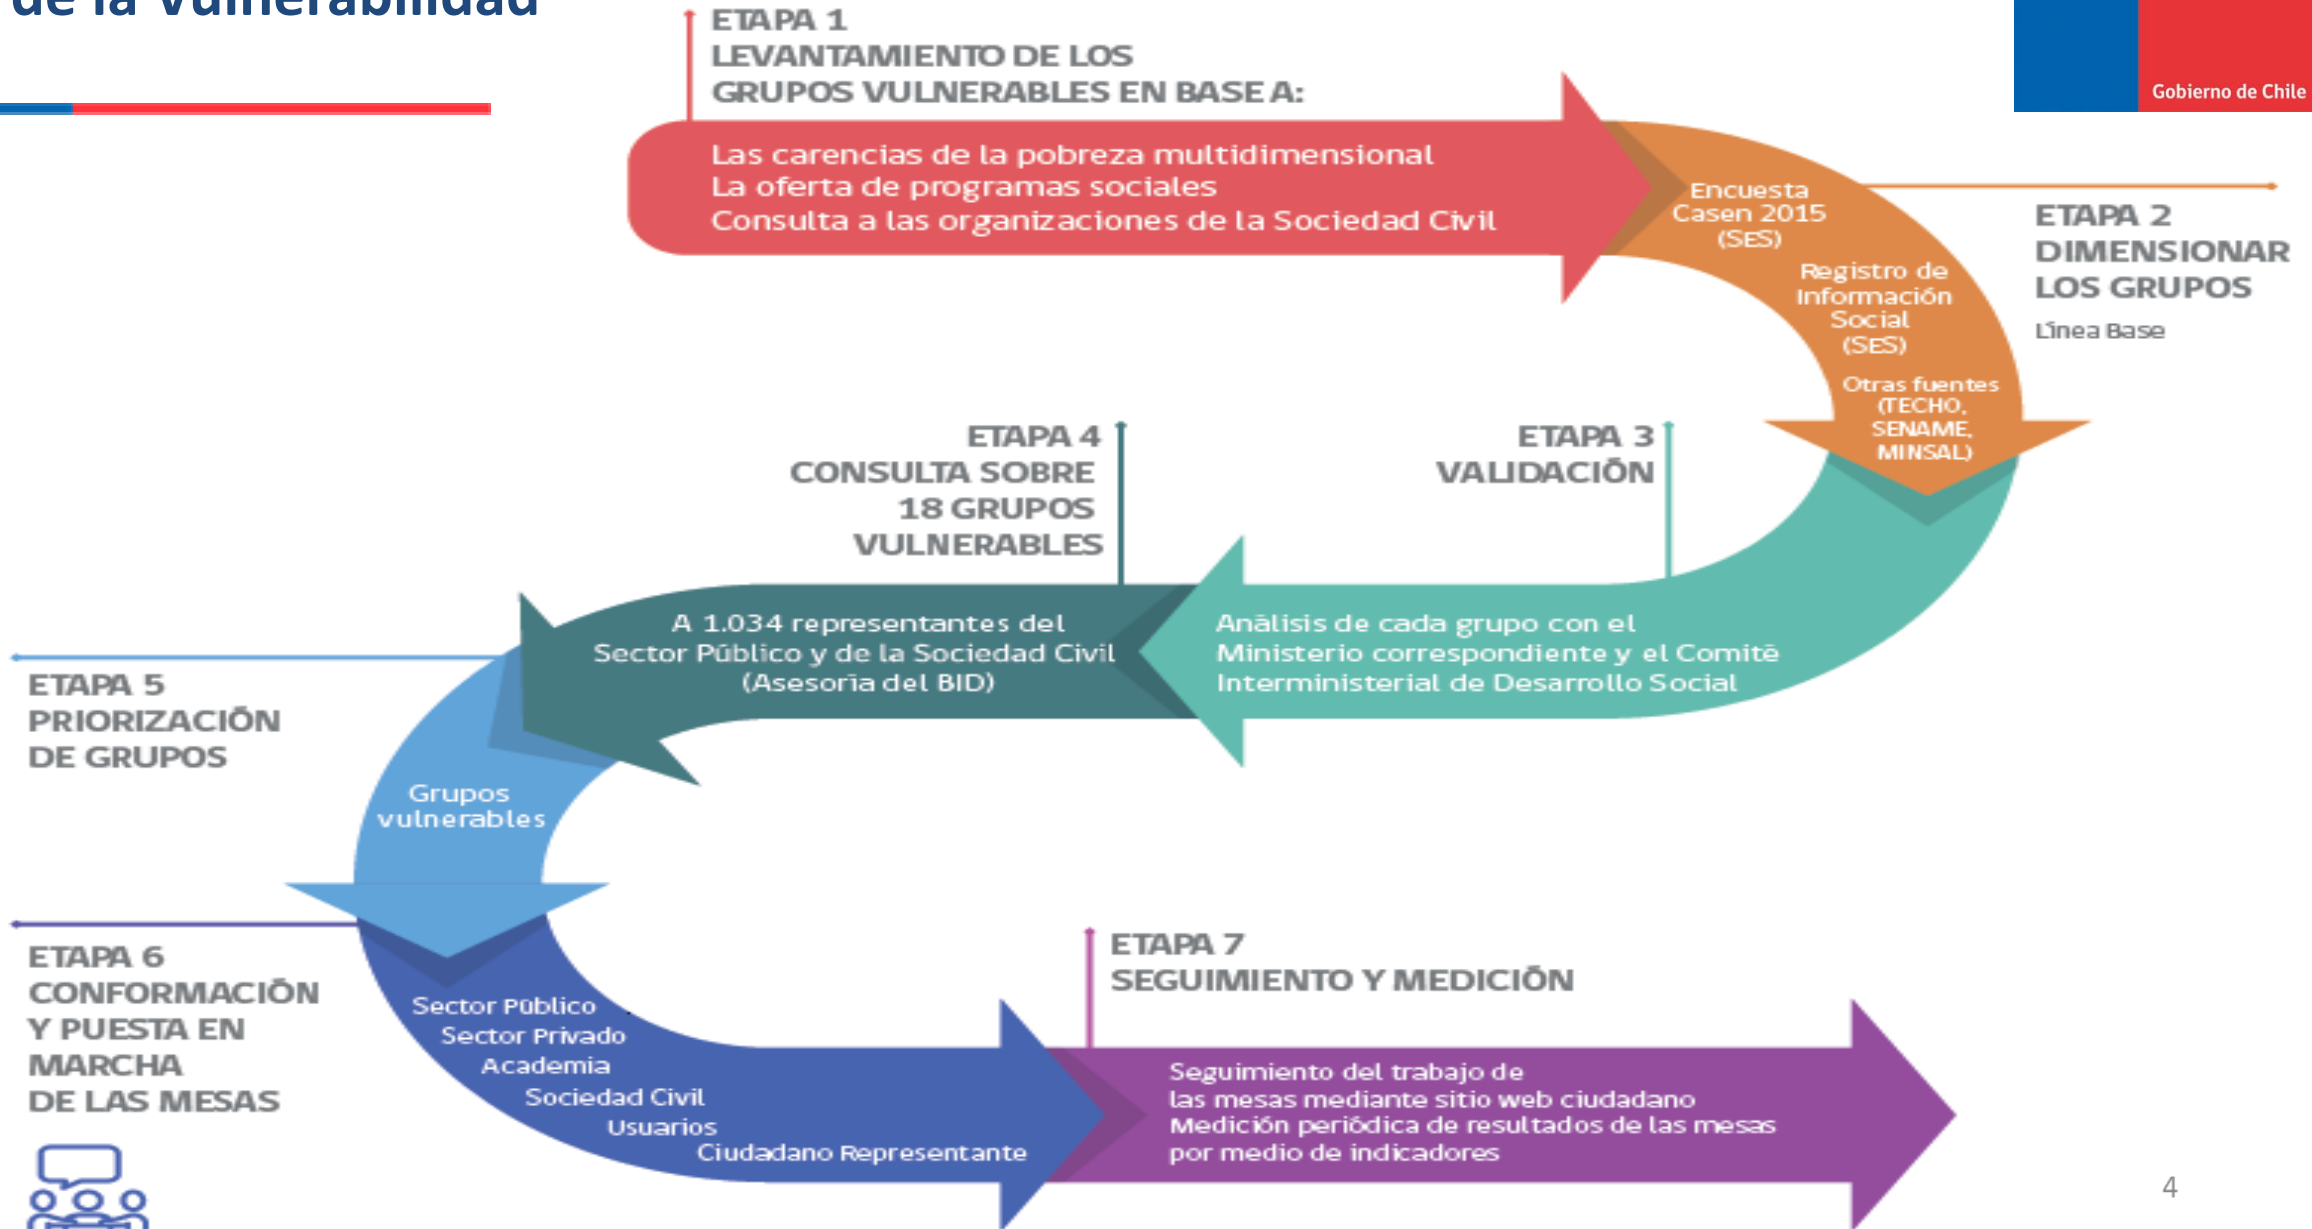 de la Vulnerabilidad
Gobierno de Chile
ETAPA 1
LEVANTAMIENTO DE LOS
GRUPOS VULNERABLES EN BASE A:
Las carencias de la pobreza multidimensional
La oferta de programas sociales
Consulta a las organizaciones de la Sociedad Civil
ETAPA 2
DIMENSIONAR
LOS GRUPOS
Línea Base
Encuesta
Casen 2015
(SES)
Registro de
Información
Social
(SES)
Otras fuentes
(TECHO,
SENAME,
MINSAL)
ETAPA 3
VALIDACIÓN
Análisis de cada grupo con el
Ministerio correspondiente y el Comité
Interministerial de Desarrollo Social
ETAPA 4
CONSULTA SOBRE
18 GRUPOS
VULNERABLES
A 1.034 representantes del
Sector Público y de la Sociedad Civil
(Asesoría del BID)
ETAPA 5
PRIORIZACIÓN
DE GRUPOS
Grupos
vulnerables
ETAPA 6
CONFORMACIÓN
Y PUESTA EN
MARCHA
DE LAS MESAS
Sector Público
Sector Privado
Academia
Sociedad Civil
Usuarios
Ciudadano Representante
ETAPA 7
SEGUIMIENTO Y MEDICIÓN
Seguimiento del trabajo de
las mesas mediante sitio web ciudadano
Medición periódica de resultados de las mesas
por medio de indicadores
4